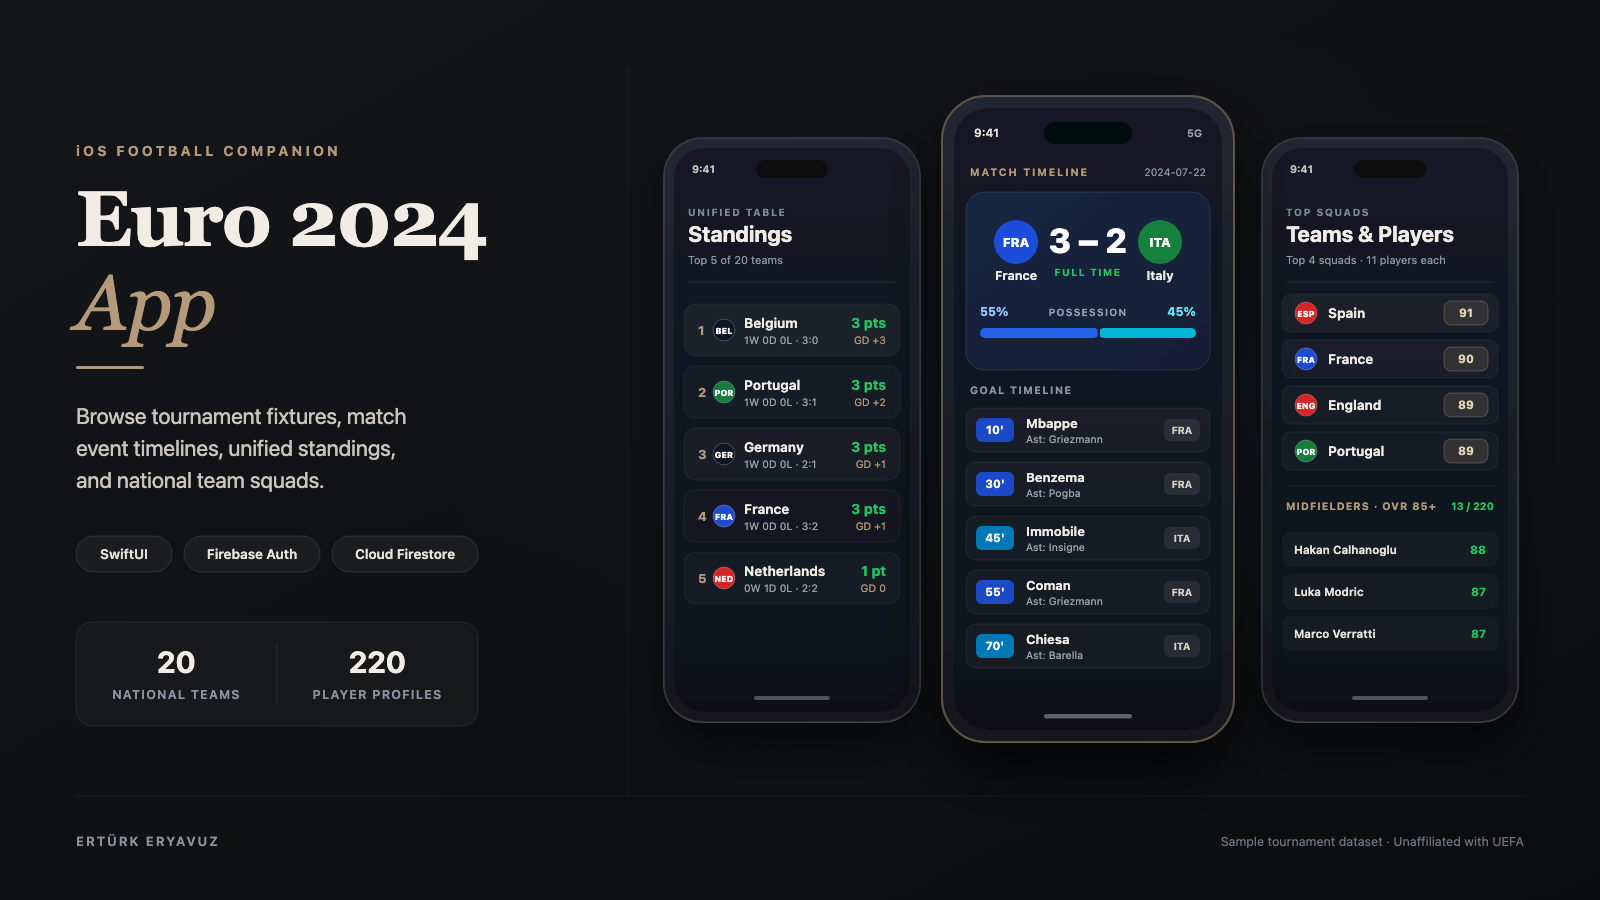 iOS FOOTBALL COMPANION
Euro 2024
App
Browse tournament fixtures, match
event timelines, unified standings,
and national team squads.
SwiftUI
Firebase Auth
Cloud Firestore
20
NATIONAL TEAMS
220
PLAYER PROFILES
9:41
UNIFIED TABLE
Standings
Top 5 of 20 teams
1 BEL Belgium 3 pts
1W 0D 0L · 3:0 GD +3
2 POR Portugal 3 pts
1W 0D 0L · 3:1 GD +2
3 GER Germany 3 pts
1W 0D 0L · 2:1 GD +1
4 FRA France 3 pts
1W 0D 0L · 3:2 GD +1
5 NED Netherlands 1 pt
0W 1D 0L · 2:2 GD 0
9:41 5G
MATCH TIMELINE 2024-07-22
FRA 3 – 2 ITA
France FULL TIME Italy
55% POSSESSION 45%
GOAL TIMELINE
10' Mbappe FRA
Ast: Griezmann
30' Benzema FRA
Ast: Pogba
45' Immobile ITA
Ast: Insigne
55' Coman FRA
Ast: Griezmann
70' Chiesa ITA
Ast: Barella
9:41
TOP SQUADS
Teams & Players
Top 4 squads · 11 players each
ESP Spain 91
FRA France 90
ENG England 89
POR Portugal 89
MIDFIELDERS · OVR 85+ 13 / 220
Hakan Calhanoglu 88
Luka Modric 87
Marco Verratti 87
ERTÜRK ERYAVUZ
Sample tournament dataset · Unaffiliated with UEFA